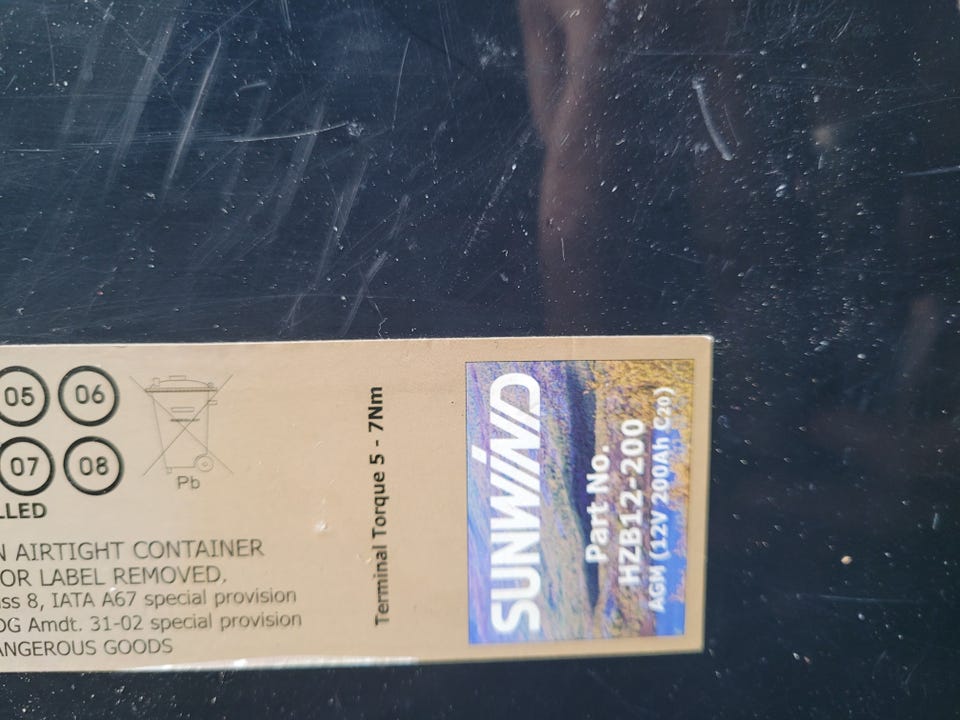 05 06
07 08
Pb
LLED
N AIRTIGHT CONTAINER
OR LABEL REMOVED,
ss 8, IATA A67 special provision
DG Amdt. 31-02 special provision
ANGEROUS GOODS
Terminal Torque 5 - 7Nm
SUNWIND
Part No.
HZB12-200
AGM (12V 200Ah C20)